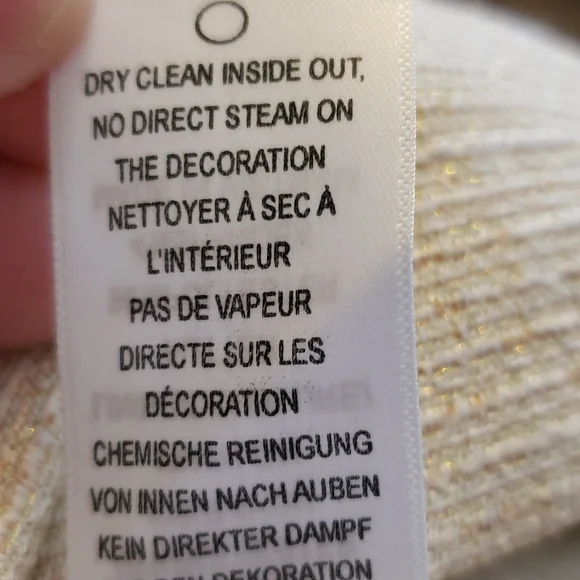 DRY CLEAN INSIDE OUT,
NO DIRECT STEAM ON
THE DECORATION
NETTOYER À SEC À
L'INTÉRIEUR
PAS DE VAPEUR
DIRECTE SUR LES
DÉCORATION
CHEMISCHE REINIGUNG
VON INNEN NACH AUBEN
KEIN DIREKTER DAMPF
DEKORATION